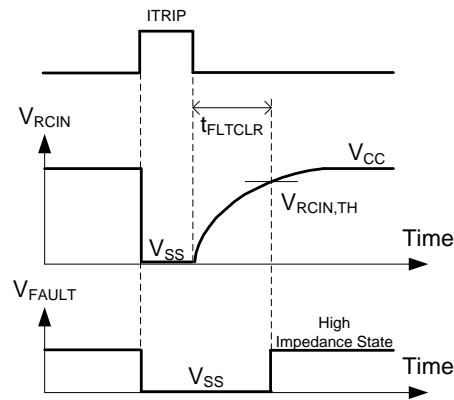 ITRIP
VRCIN
tFLTCLR
VCC
VRCIN,TH
VSS
Time
VFAULT
High
Impedance State
VSS
Time